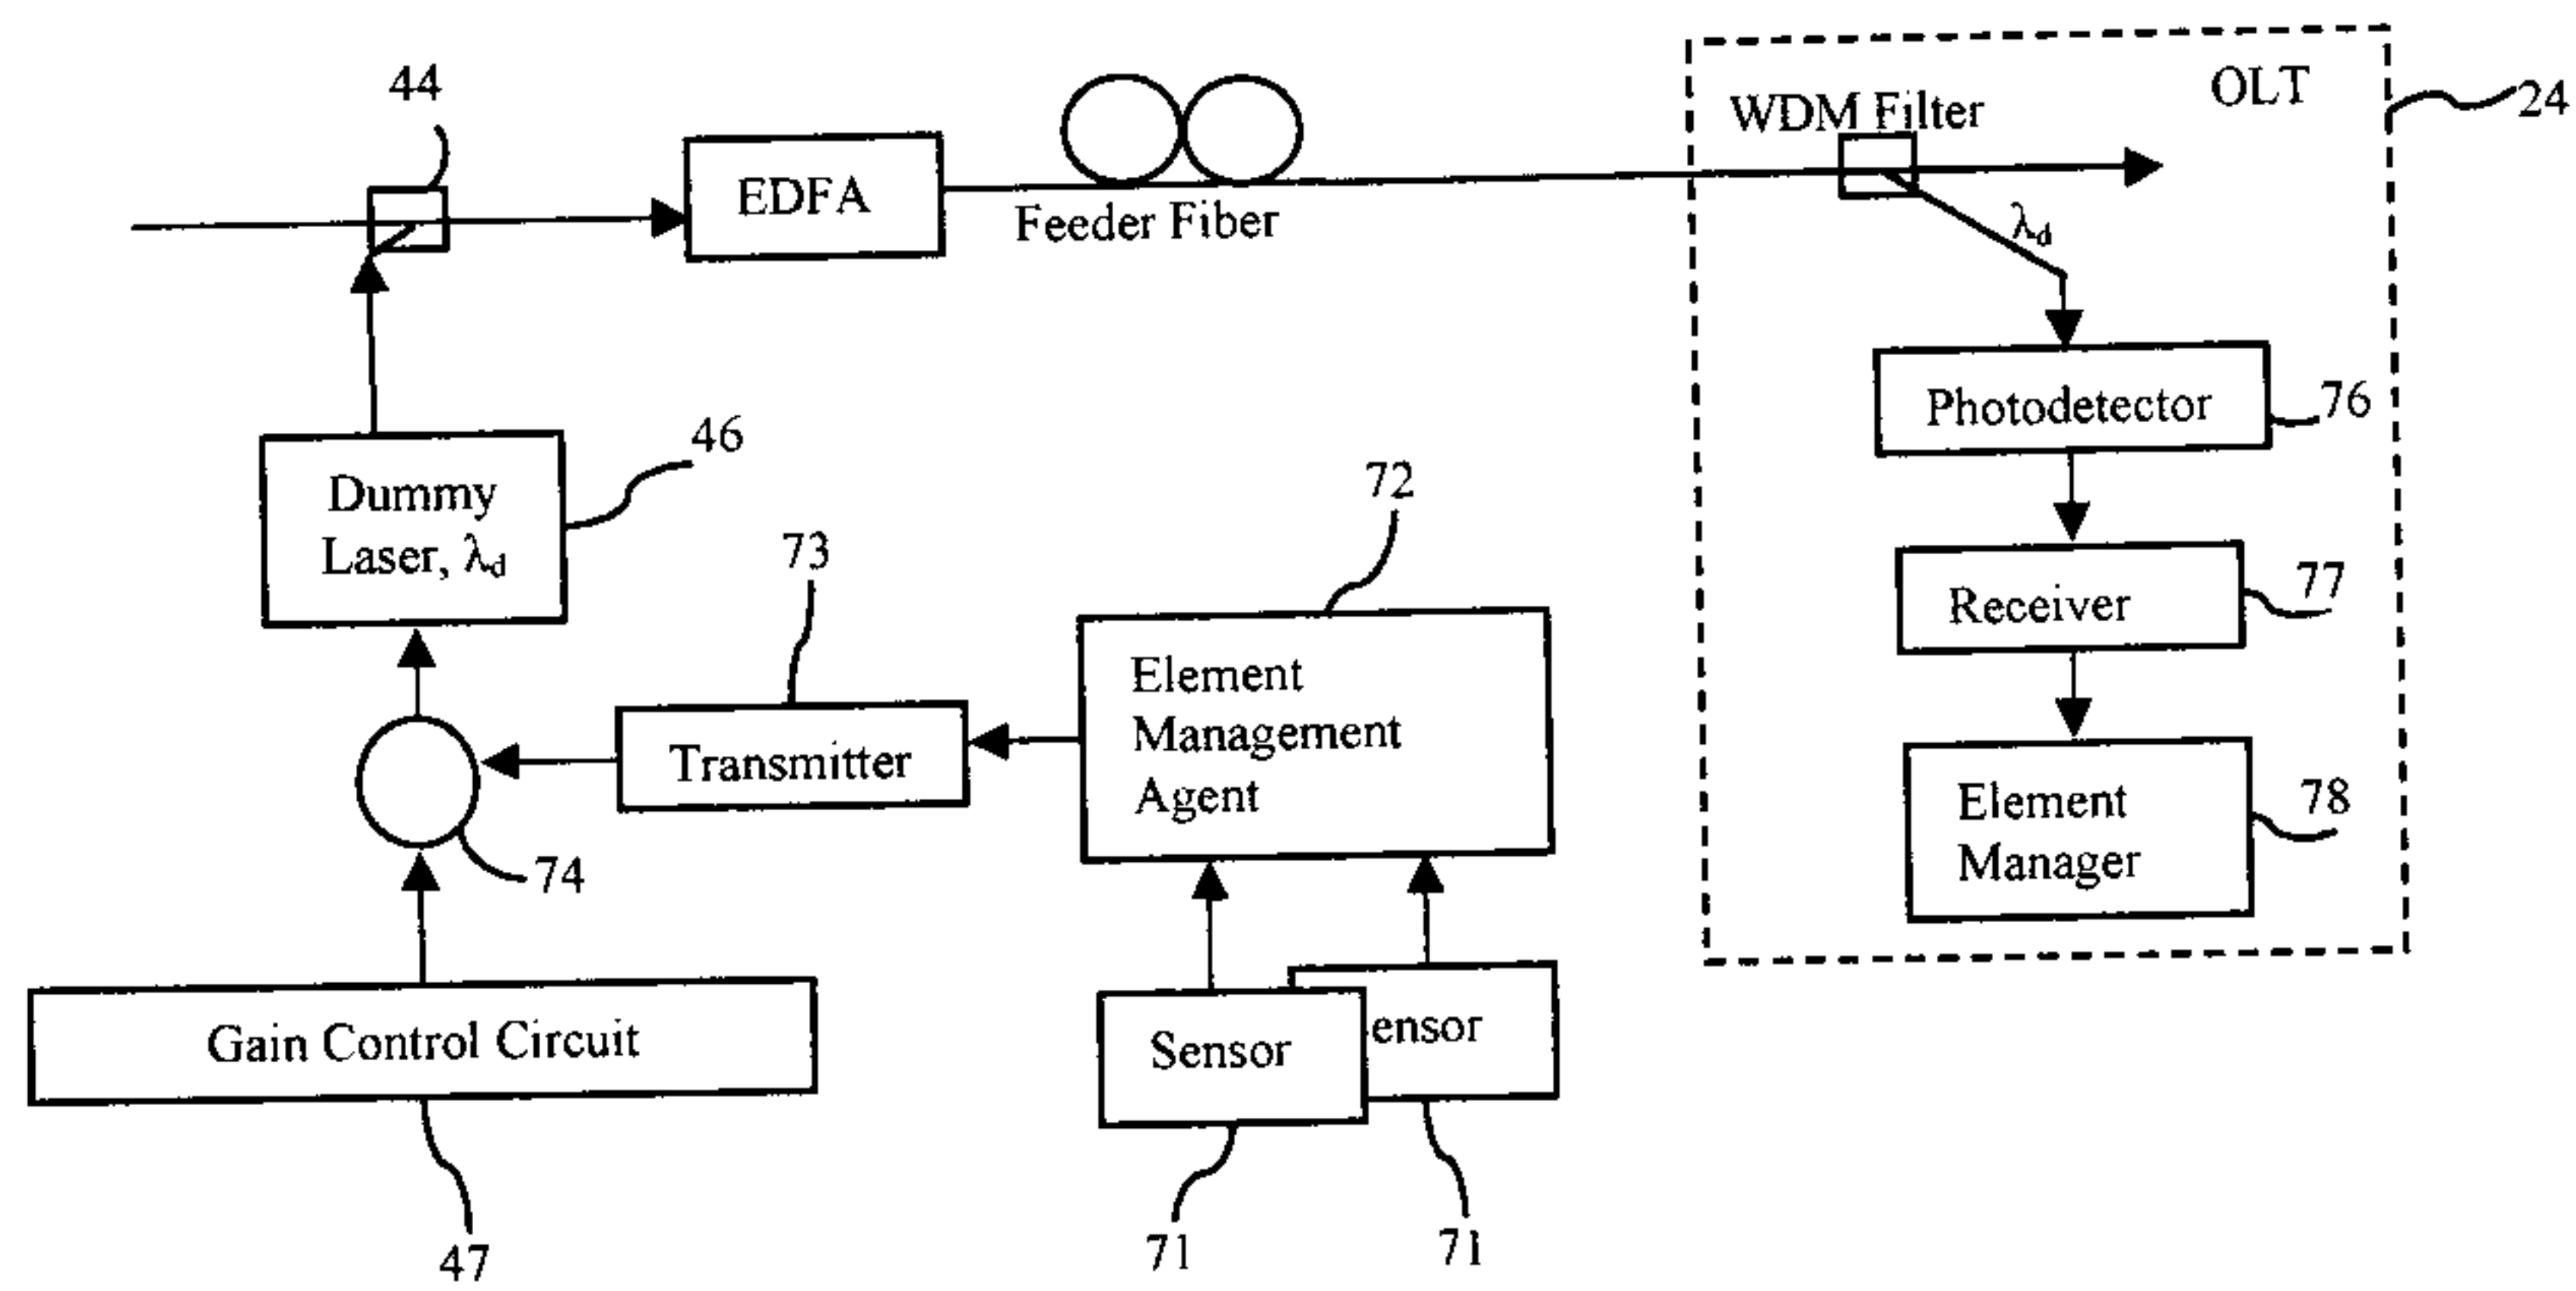 44
OLT
24
WDM Filter
EDFA
Feeder Fiber
λd
Photodetector
76
46
Dummy
Laser, λd
72
73
Receiver
77
Element
Management
Agent
Transmitter
Element
Manager
78
74
Gain Control Circuit
Sensor
ensor
47
71
71